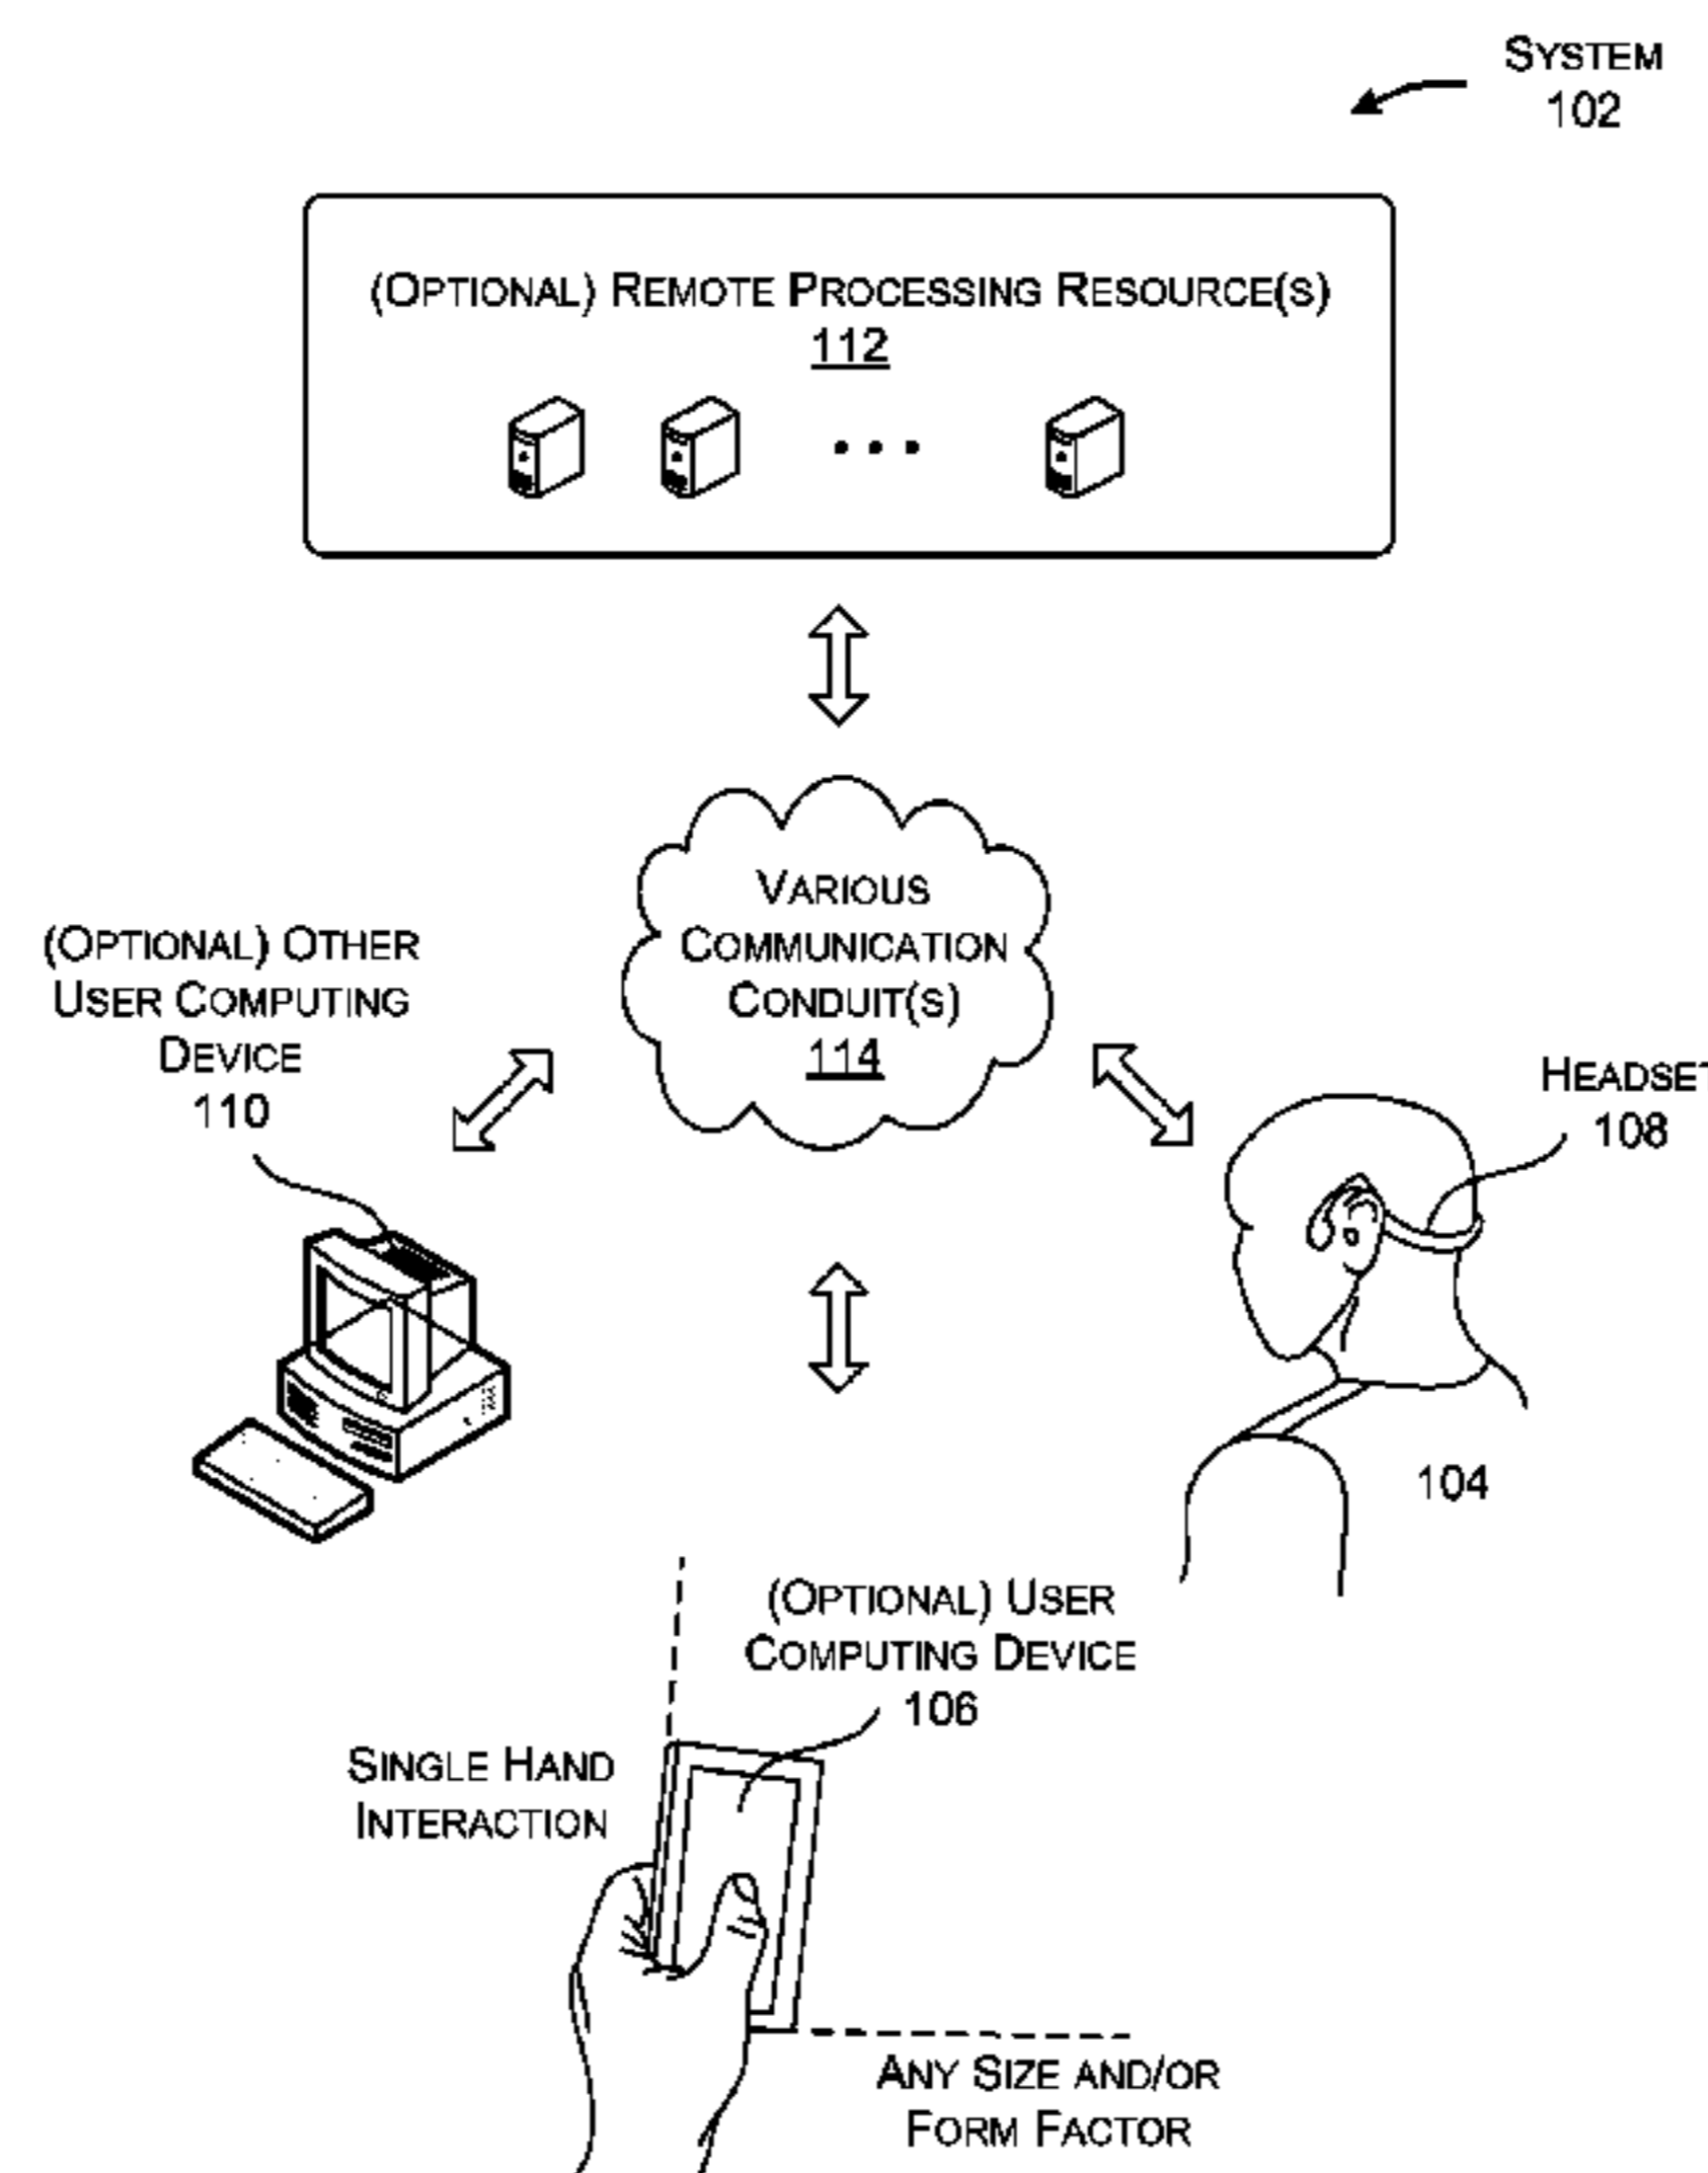 SYSTEM
102
(OPTIONAL) REMOTE PROCESSING RESOURCE(S)
112
VARIOUS
COMMUNICATION
CONDUIT(S)
114
(OPTIONAL) OTHER
USER COMPUTING
DEVICE
110
HEADSET
108
104
(OPTIONAL) USER
COMPUTING DEVICE
106
SINGLE HAND
INTERACTION
ANY SIZE AND/OR
FORM FACTOR